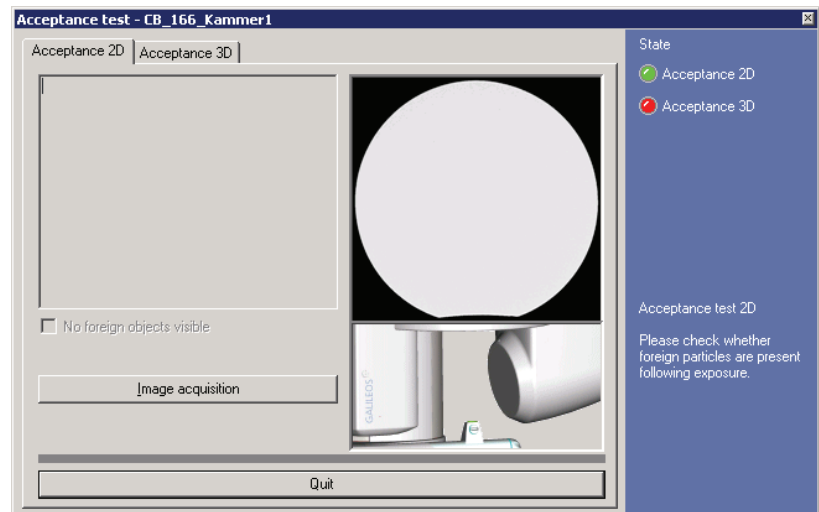 Acceptance test - CB_166_Kammer1
Acceptance 2D
Acceptance 3D
No foreign objects visible
Image acquisition
GALILEOS
Quit
State
Acceptance 2D
Acceptance 3D
Acceptance test 2D
Please check whether
foreign particles are present
following exposure.